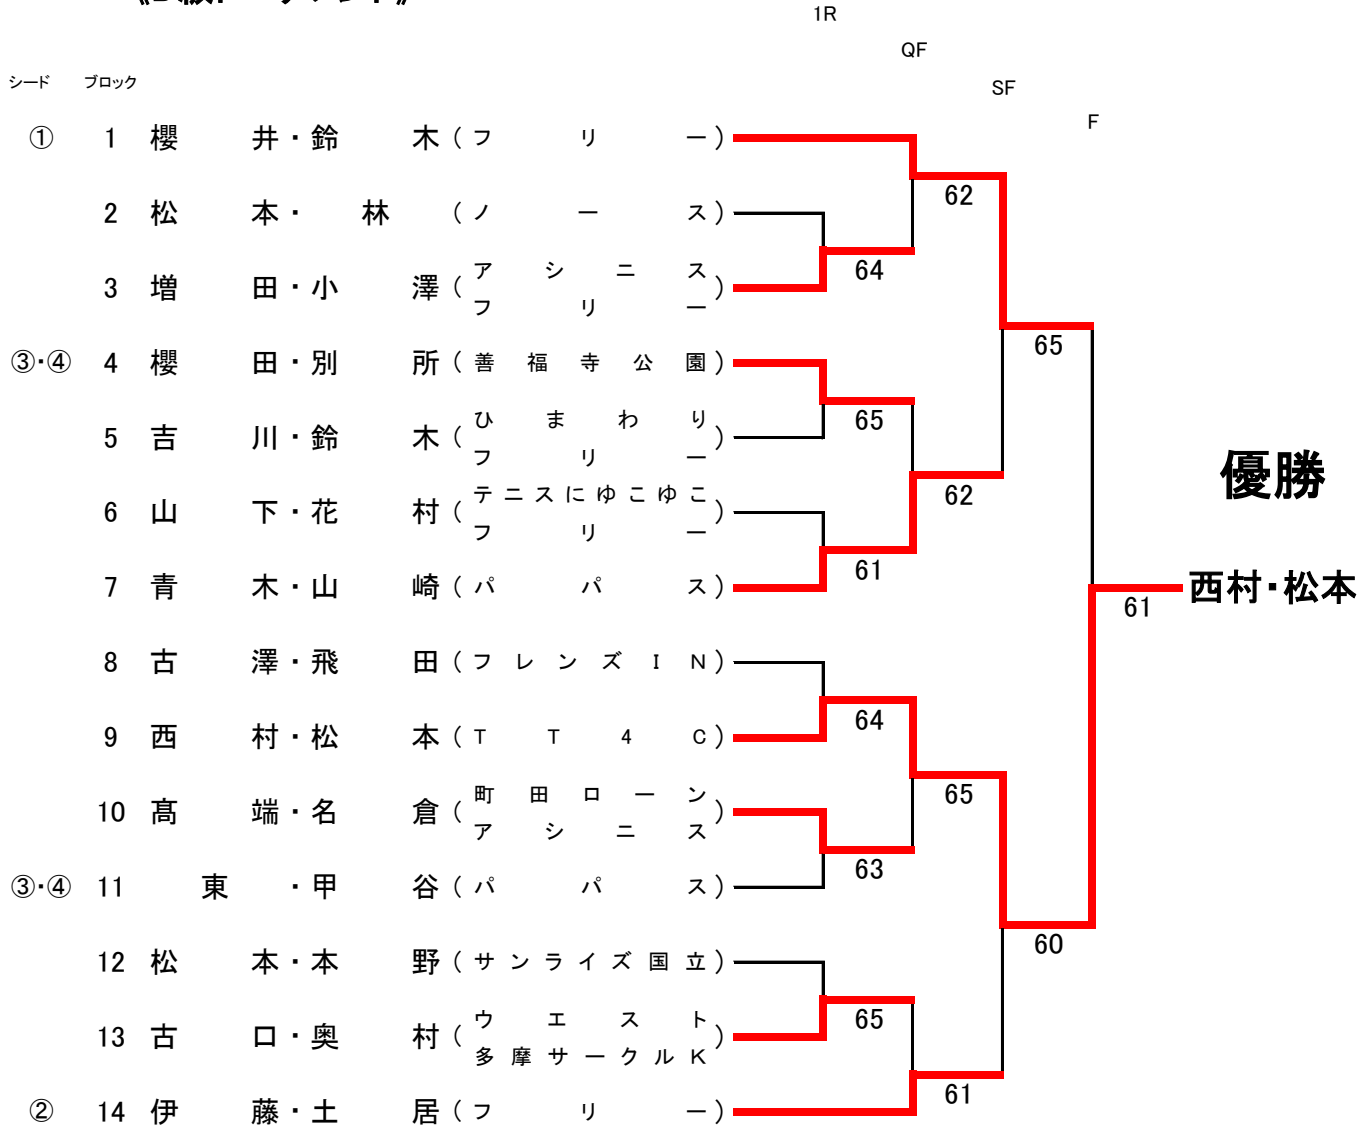 1R
QF
シード ブロック
SF
F
① 1 櫻井・鈴木(フリー)
62
2 松本・林(ノース)
64
3 増田・小澤(アシニス
フリー)
65
③・④ 4 櫻田・別所(善福寺公園)
65
5 吉川・鈴木(ひまわり
フリー)
優勝
62
6 山下・花村(テニスにゆこゆこ
フリー)
61
7 青木・山崎(パパス)
61 西村・松本
8 古澤・飛田(フレンズIN)
64
9 西村・松本(TT4C)
65
10 髙端・名倉(町田ローン
アシニス)
63
③・④ 11 東・甲谷(パパス)
60
12 松本・本野(サンライズ国立)
65
13 古口・奥村(ウエスト
多摩サークルK)
61
② 14 伊藤・土居(フリー)